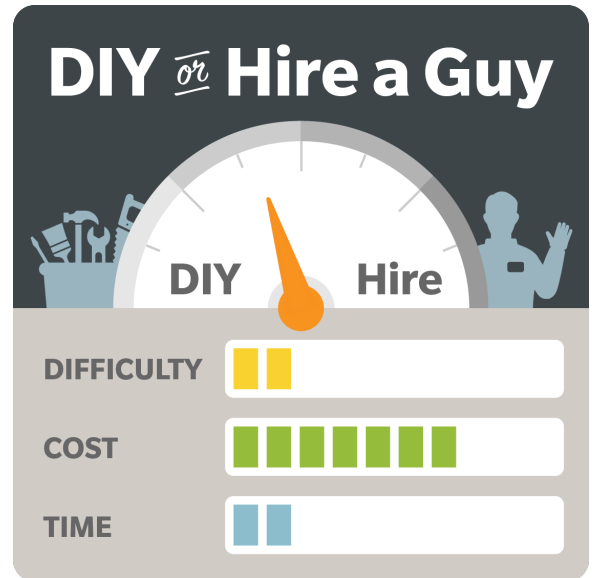 DIY or Hire a Guy
DIY Hire
DIFFICULTY
COST
TIME